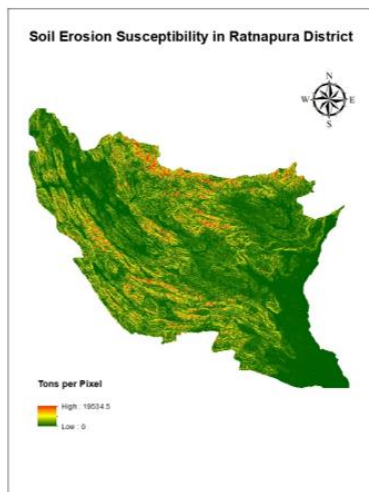 Soil Erosion Susceptibility in Ratnapura District
N
W E
S
Tons per Pixel
High : 19534.5
Low : 0